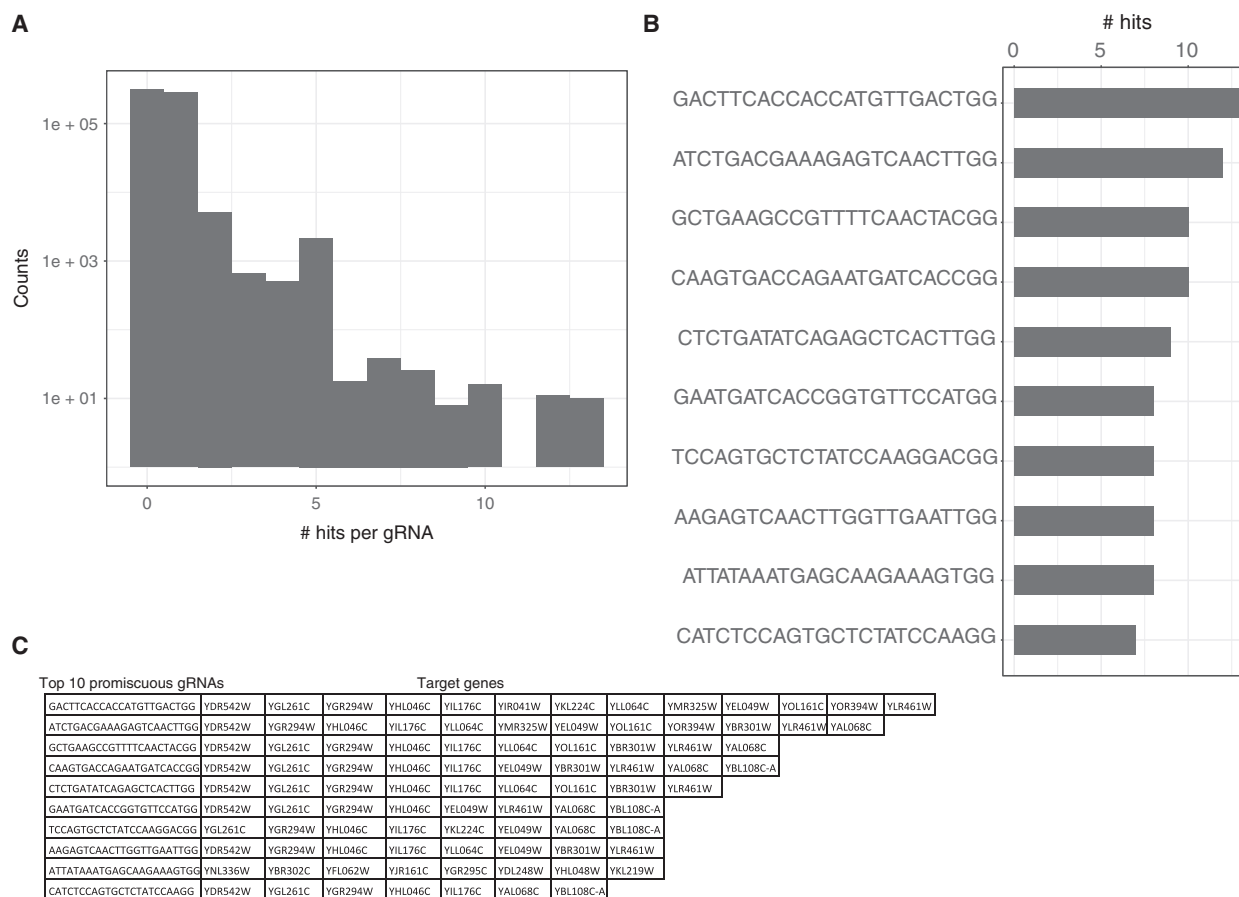 A
1e + 05
1e + 03
1e + 01
Counts
0 5 10
# hits per gRNA
B
# hits
0 5 10
GACTTCACCACCATGTTGACTGG
ATCTGACGAAAGAGTCAACTTGG
GCTGAAGCCGTTTTCAACTACGG
CAAGTGACCAGAATGATCACCGG
CTCTGATATCAGAGCTCACTTGG
GAATGATCACCGGTGTTCCATGG
TCCAGTGCTCTATCCAAGGACGG
AAGAGTCAACTTGGTTGAATTGG
ATTATAAATGAGCAAGAAAGTGG
CATCTCCAGTGCTCTATCCAAGG
C
Top 10 promiscuous gRNAs Target genes
GACTTCACCACCATGTTGACTGG YDR542W YGL261C YGR294W YHL046C YIL176C YIR041W YKL224C YLL064C YMR325W YEL049W YOL161C YOR394W YLR461W
ATCTGACGAAAGAGTCAACTTGG YDR542W YGR294W YHL046C YIL176C YLL064C YMR325W YEL049W YOL161C YOR394W YBR301W YLR461W YAL068C
GCTGAAGCCGTTTTCAACTACGG YDR542W YGL261C YGR294W YHL046C YIL176C YLL064C YOL161C YBR301W YLR461W YAL068C
CAAGTGACCAGAATGATCACCGG YDR542W YGL261C YGR294W YHL046C YIL176C YEL049W YBR301W YLR461W YAL068C YBL108C-A
CTCTGATATCAGAGCTCACTTGG YDR542W YGL261C YGR294W YHL046C YIL176C YLL064C YOL161C YBR301W YLR461W
GAATGATCACCGGTGTTCCATGG YDR542W YGL261C YGR294W YHL046C YEL049W YLR461W YAL068C YBL108C-A
TCCAGTGCTCTATCCAAGGACGG YGL261C YGR294W YHL046C YIL176C YKL224C YEL049W YAL068C YBL108C-A
AAGAGTCAACTTGGTTGAATTGG YDR542W YGR294W YHL046C YIL176C YLL064C YEL049W YBR301W YLR461W
ATTATAAATGAGCAAGAAAGTGG YNL336W YBR302C YFL062W YJR161C YGR295C YDL248W YHL048W YKL219W
CATCTCCAGTGCTCTATCCAAGG YDR542W YGL261C YGR294W YHL046C YIL176C YAL068C YBL108C-A